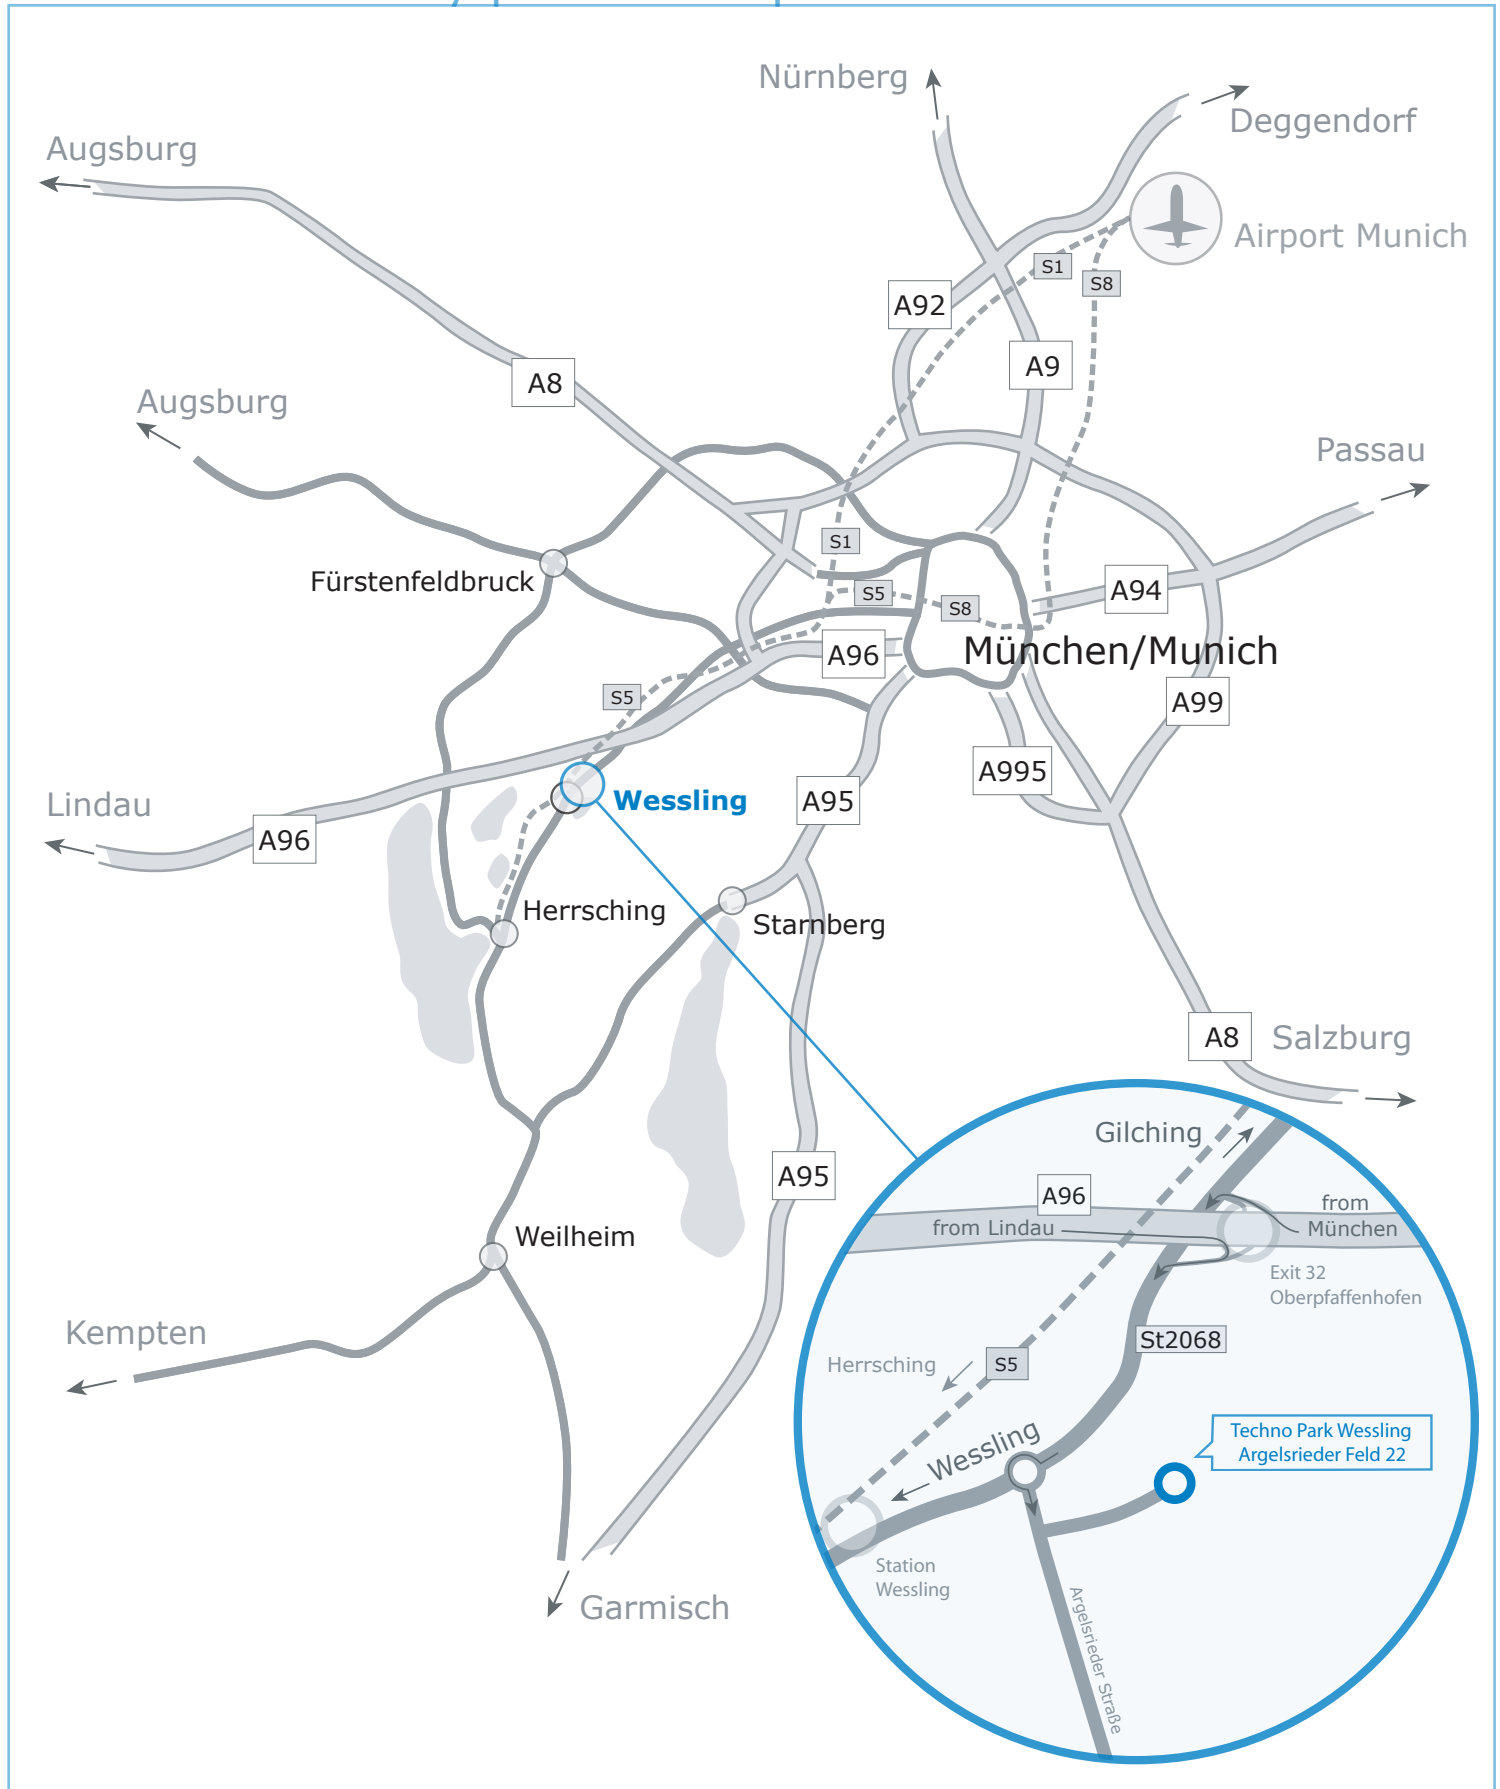 Nürnberg
Deggendorf
Augsburg
Airport Munich
S1
S8
A92
A9
A8
Augsburg
Passau
S1
Fürstenfeldbruck
S5
S8
A94
A96
München/Munich
S5
A99
A995
Wessling
A95
Lindau
A96
Herrsching
Starnberg
A8
Salzburg
Gilching
A95
A96
from
München
from Lindau
Weilheim
Exit 32
Oberpfaffenhofen
Kempten
St2068
Herrsching
S5
Techno Park Wessling
Argelsrieder Feld 22
Wessling
Station
Wessling
Garmisch
Argelsrieder Straße